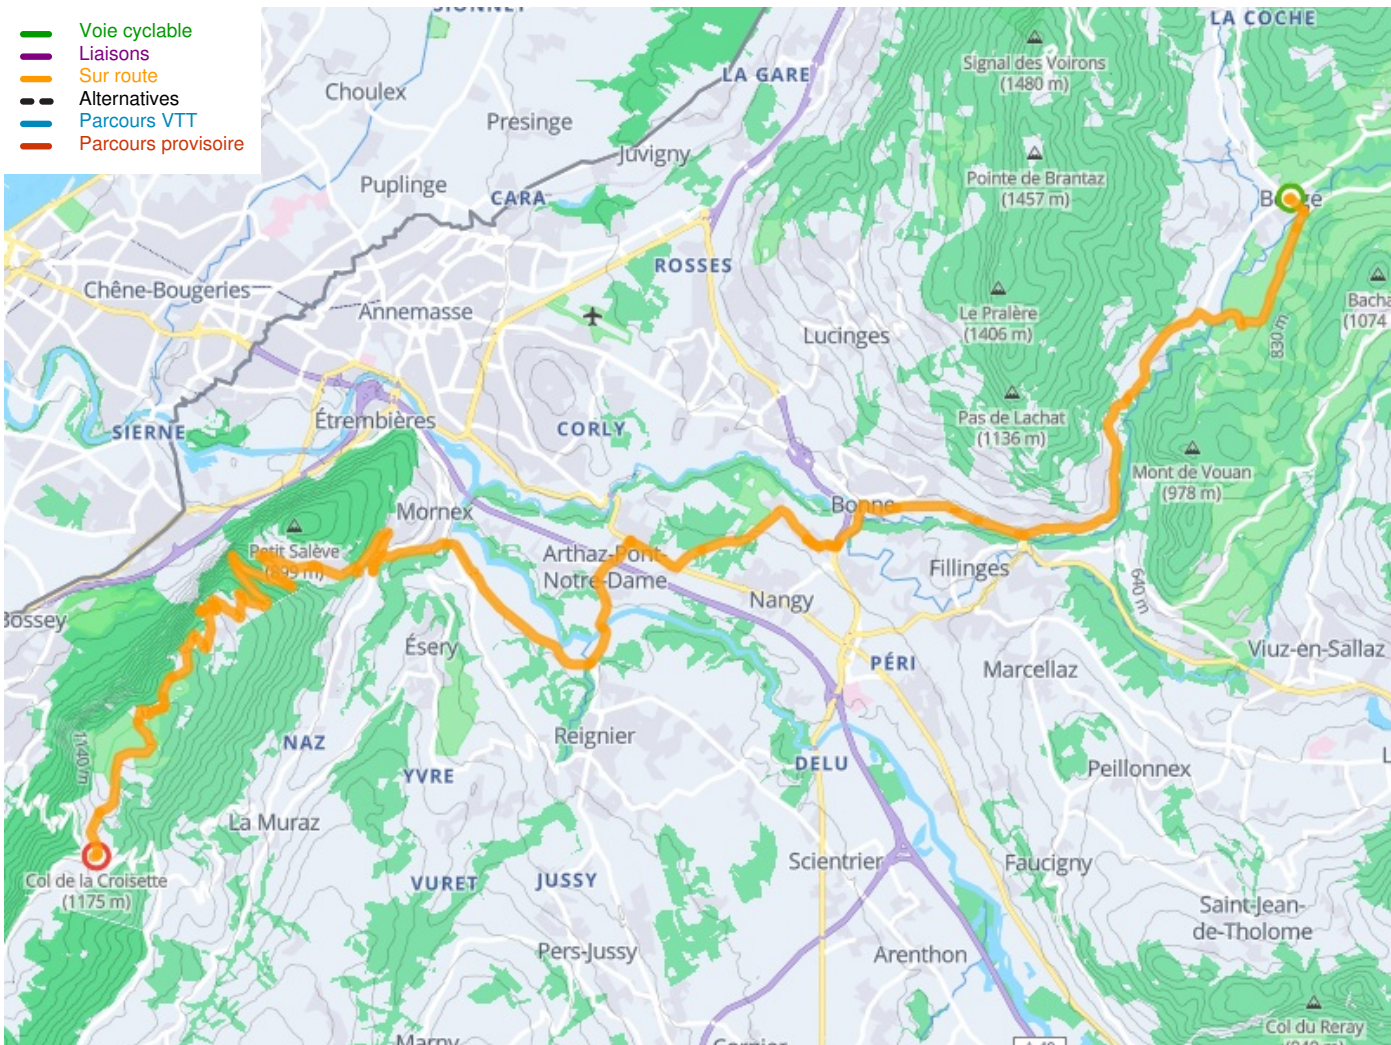 Voie cyclable
Liaisons
Sur route
Alternatives
Parcours VTT
Parcours provisoire
LA COCHE
Signal des Voirons
(1480 m)
LA GARE
Choulex
Presinge
Juvigny
Puplinge
CARA
Pointe de Brantaz
(1457 m)
ROSSES
Chêne-Bougeries
Annemasse
Le Pralère
(1406 m)
Lucinges
(1074
830 m
Étrembières
SIERNE
CORLY
Pas de Lachat
(1136 m)
Mont de Vouan
(978 m)
Mornex
Bonne
Petit Salève
Arthaz-Pont-
Notre-Dame
Fillinges
640 m
Nangy
Bossey
Ésery
PÉRI
Marcellaz
Viuz-en-Sallaz
NAZ
Reignier
1140 m
YVRE
DELU
Peillonnex
La Muraz
Col de la Croisette
(1175 m)
VURET
JUSSY
Scientrier
Faucigny
Saint-Jean-
de-Tholome
Pers-Jussy
Arenthon
Col du Reray